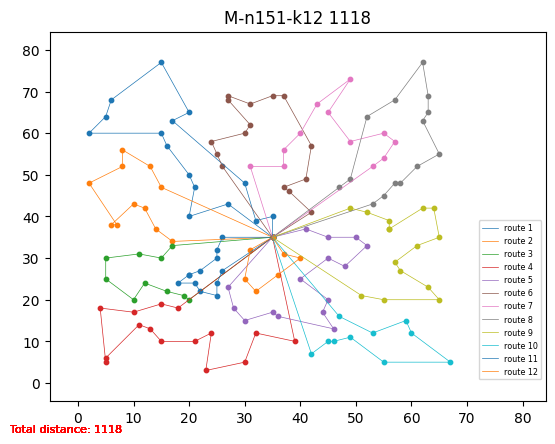 M-n151-k12 1118
80
70
60
50
40
30
20
10
0
0 10 20 30 40 50 60 70 80
route 1
route 2
route 3
route 4
route 5
route 6
route 7
route 8
route 9
route 10
route 11
route 12
Total distance: 1118